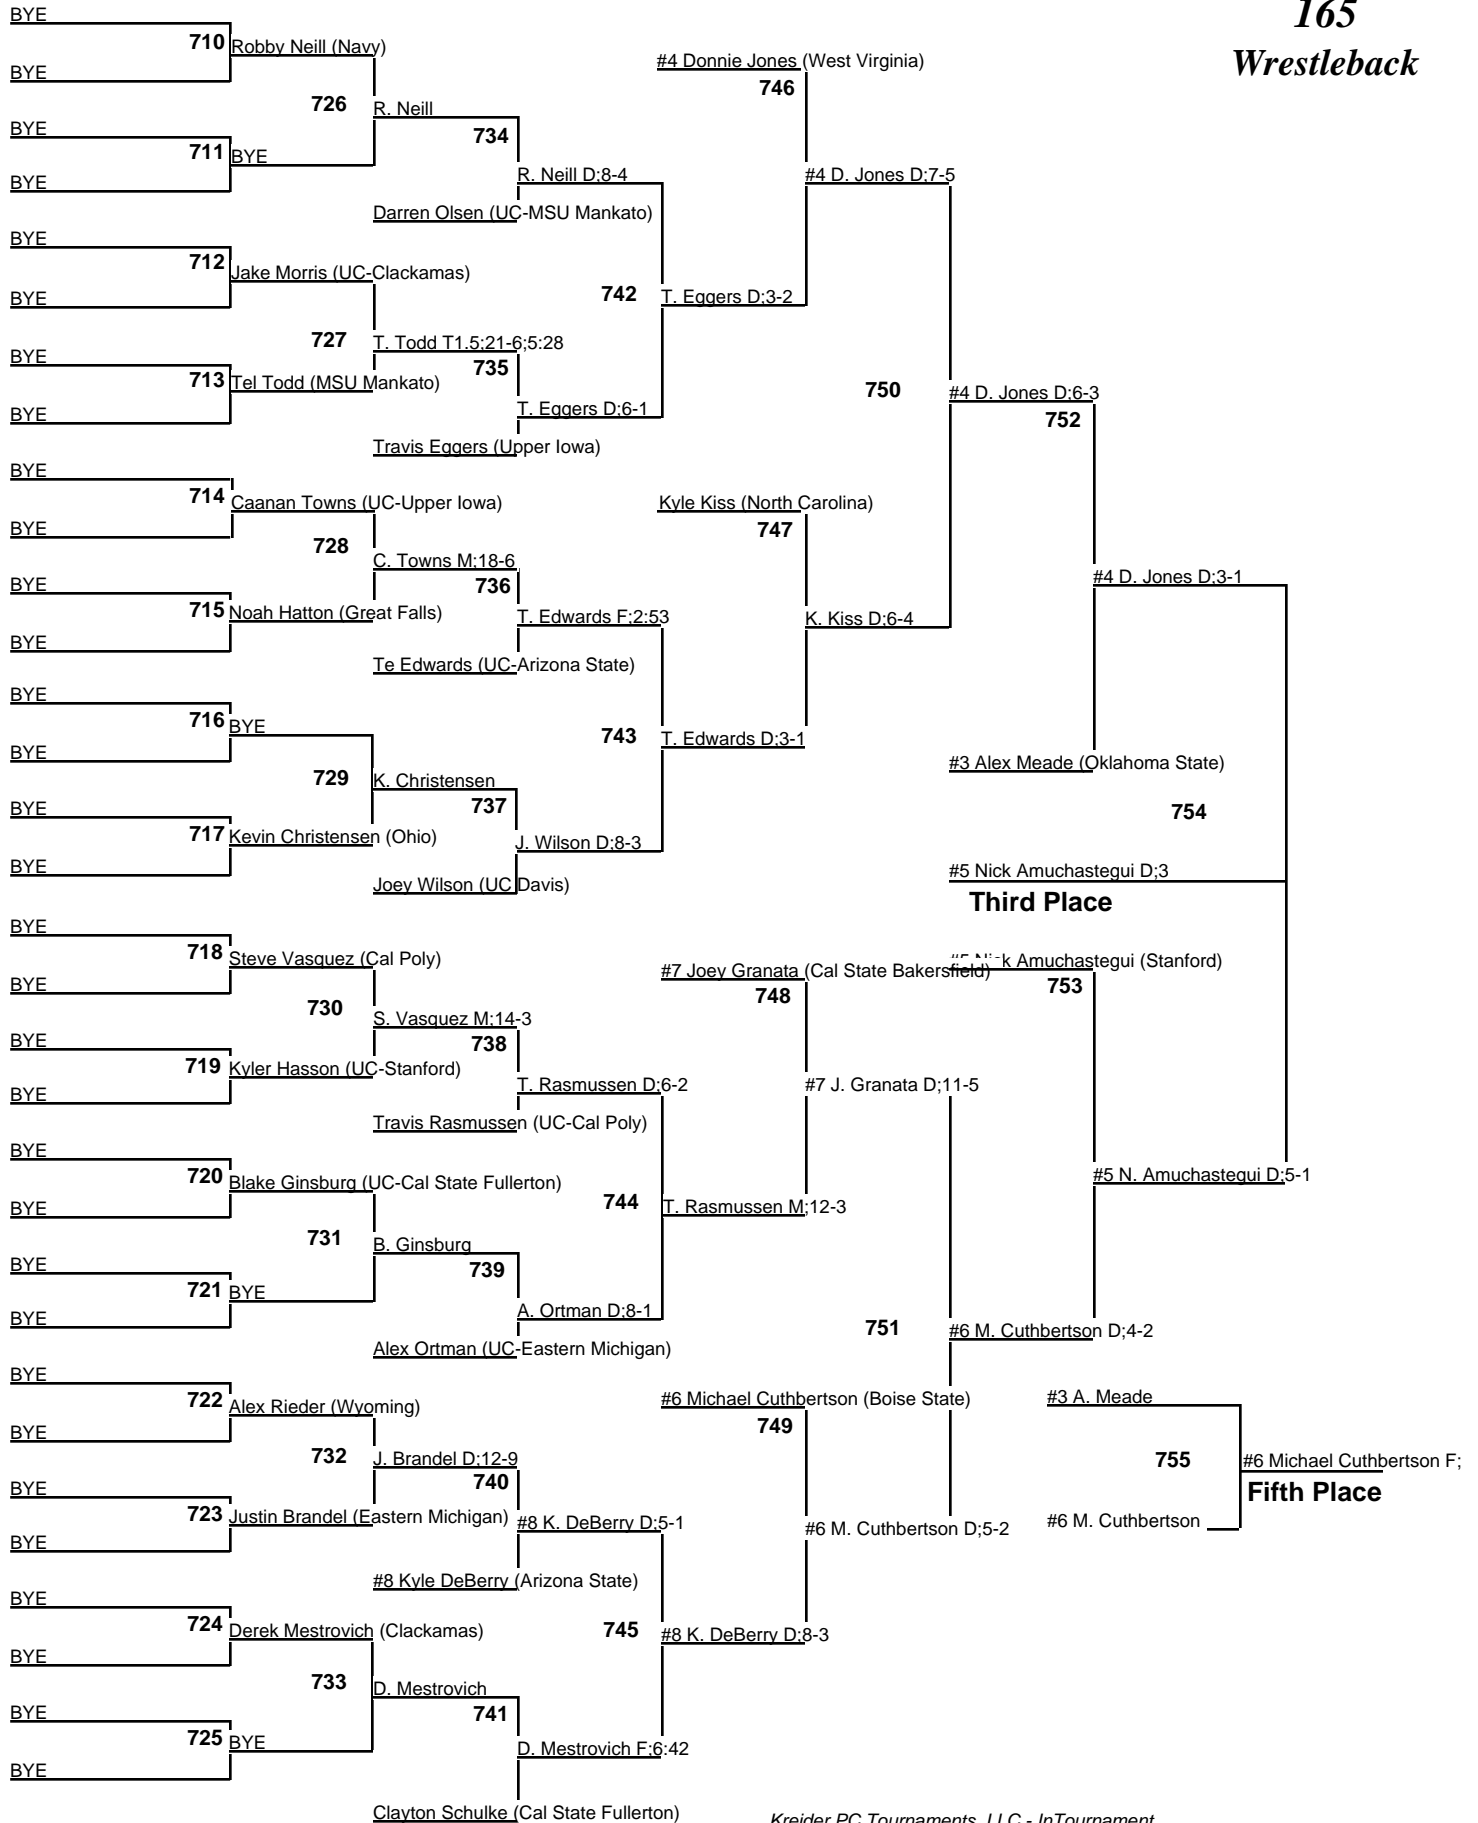 165
Wrestleback
BYE
710 Robby Neill (Navy)
BYE
#4 Donnie Jones (West Virginia)
746
726 R. Neill
734
BYE
711 BYE
BYE
R. Neill D;8-4
#4 D. Jones D;7-5
Darren Olsen (UC-MSU Mankato)
BYE
712 Jake Morris (UC-Clackamas)
BYE
742 T. Eggers D;3-2
727 T. Todd T1.5;21-6;5:28
735
BYE
713 Tel Todd (MSU Mankato)
BYE
T. Eggers D;6-1
750 #4 D. Jones D;6-3
752
Travis Eggers (Upper Iowa)
BYE
714 Caanan Towns (UC-Upper Iowa)
BYE
Kyle Kiss (North Carolina)
747
728 C. Towns M;18-6
736
#4 D. Jones D;3-1
BYE
715 Noah Hatton (Great Falls)
BYE
T. Edwards F;2:53
K. Kiss D;6-4
Te Edwards (UC-Arizona State)
BYE
716 BYE
BYE
743 T. Edwards D;3-1
#3 Alex Meade (Oklahoma State)
729 K. Christensen
737
754
BYE
717 Kevin Christensen (Ohio)
BYE
J. Wilson D;8-3
#5 Nick Amuchastegui D;3
Joey Wilson (UC Davis)
Third Place
BYE
718 Steve Vasquez (Cal Poly)
BYE
#7 Joey Granata (Cal State Bakersfield)
Amuchastegui (Stanford)
748
753
730 S. Vasquez M;14-3
738
BYE
719 Kyler Hasson (UC-Stanford)
BYE
T. Rasmussen D;6-2
#7 J. Granata D;11-5
Travis Rasmussen (UC-Cal Poly)
BYE
720 Blake Ginsburg (UC-Cal State Fullerton)
BYE
#5 N. Amuchastegui D;5-1
744 T. Rasmussen M;12-3
731 B. Ginsburg
739
BYE
721 BYE
BYE
A. Ortman D;8-1
751 #6 M. Cuthbertson D;4-2
Alex Ortman (UC-Eastern Michigan)
BYE
722 Alex Rieder (Wyoming)
BYE
#6 Michael Cuthbertson (Boise State)
749
#3 A. Meade
732 J. Brandel D;12-9
740
755 #6 Michael Cuthbertson F;
Fifth Place
BYE
723 Justin Brandel (Eastern Michigan)
BYE
#8 K. DeBerry D;5-1
#6 M. Cuthbertson D;5-2
#6 M. Cuthbertson
#8 Kyle DeBerry (Arizona State)
BYE
724 Derek Mestrovich (Clackamas)
BYE
745 #8 K. DeBerry D;8-3
733 D. Mestrovich
741
BYE
725 BYE
BYE
D. Mestrovich F;6:42
Clayton Schulke (Cal State Fullerton)
Kreider PC Tournaments, LLC - InTournament